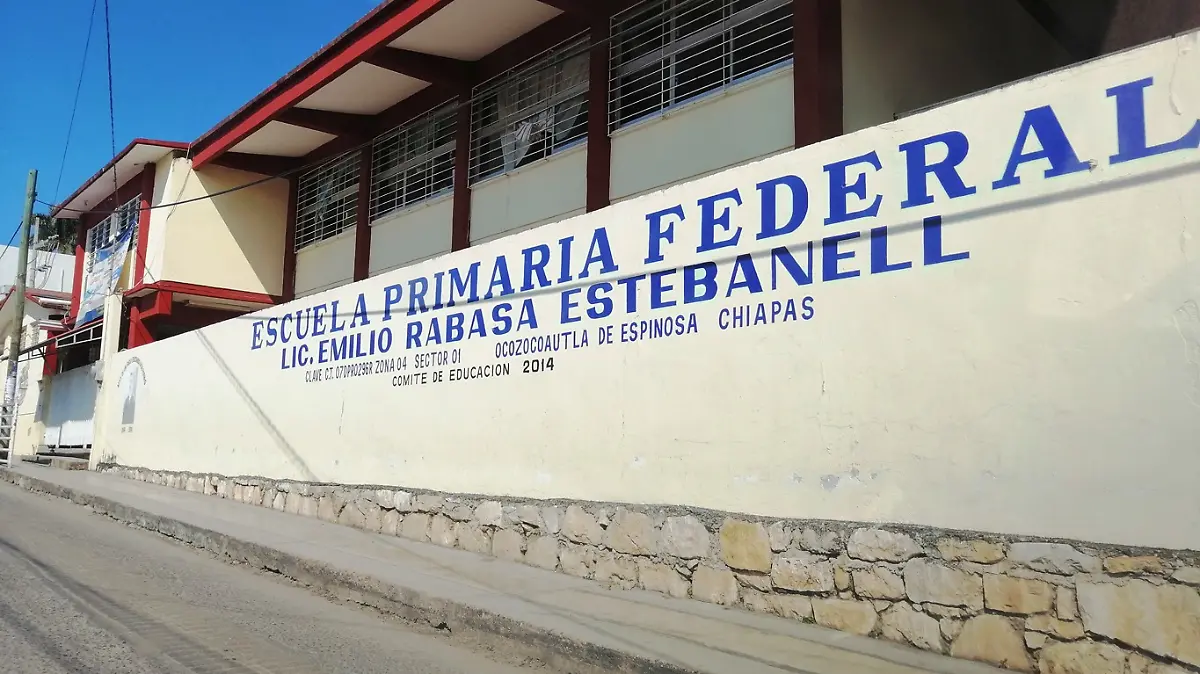 ESCUELA PRIMARIA FEDERAL
LIC. EMILIO RABASA ESTEBANELL
CLAVE C.T. 07DPR0296R ZONA 04 SECTOR 01 OCOZOCOAUTLA DE ESPINOSA CHIAPAS
COMITE DE EDUCACION 2014